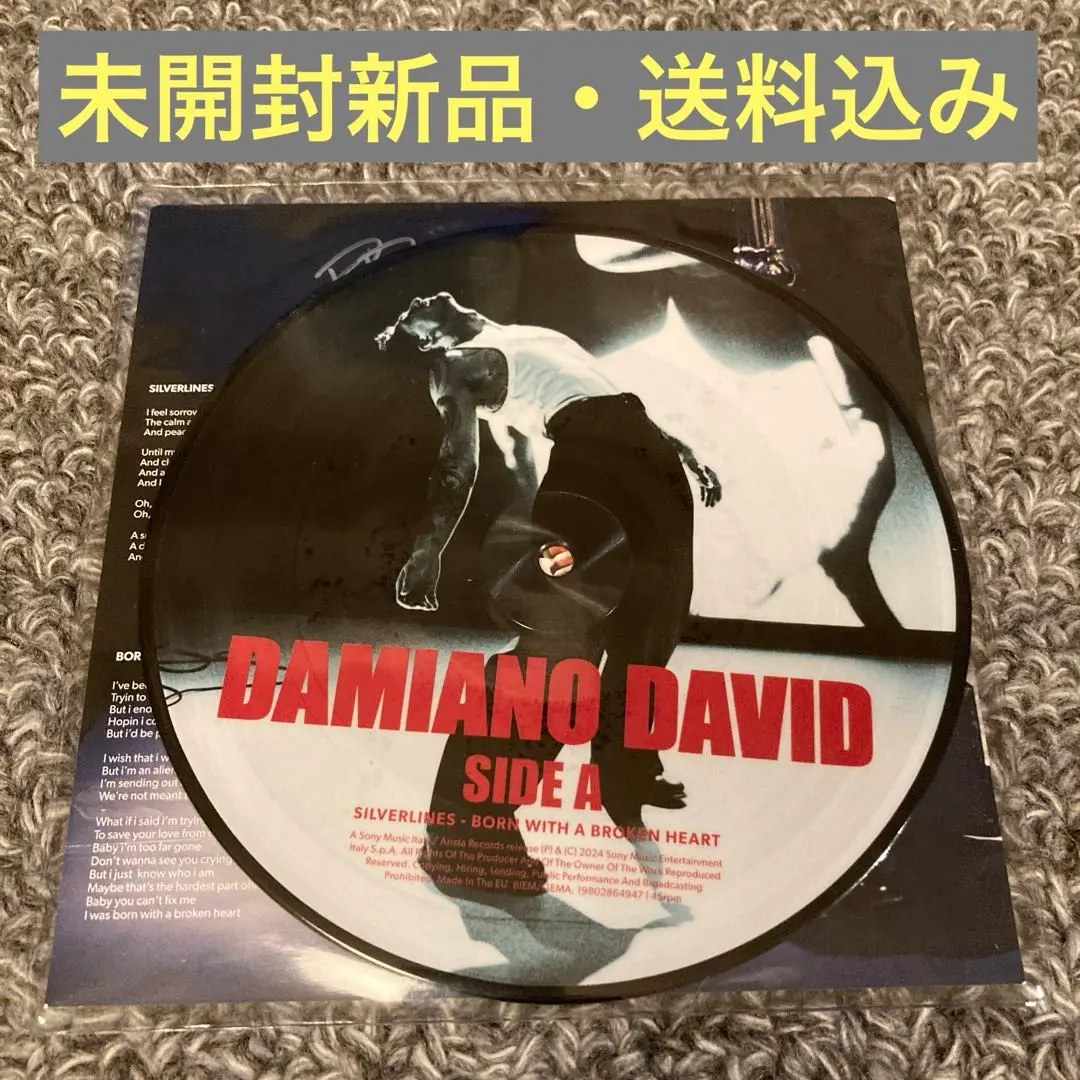 未開封新品・送料込み
SILVERLINES
I feel sorrow
The calm
And
Until
And
And a
And I
Oh,
Oh,
A
A
An
BOR
I've be
Tryin to
But i
Hopin i
But i'd be
I wish that i w
But i'm an alien
I'm sending out
We're not meant
-
What if i said i'm tryin
To save your love from
Baby i'm too far gone
Don't wanna see you crying
But i just know who i am
Maybe that's the hardest part oh
Baby you can't fix me
I was born with a broken heart
DAMIANO DAVID
SIDE A
SILVERLINES - BORN WITH A BROKEN HEART
A Sony Music Italy / Arista Records release (P) & (C) 2024 Sony Music Entertainment
Italy S.p.A. All Rights Of The Producer And Of The Owner Of The Work Reproduced
Reserved. Copying, Hiring, Lending, Public Performance And Broadcasting
Prohibited. Made In The EU. BIEM/GEMA. 19802864947 | 45rpm